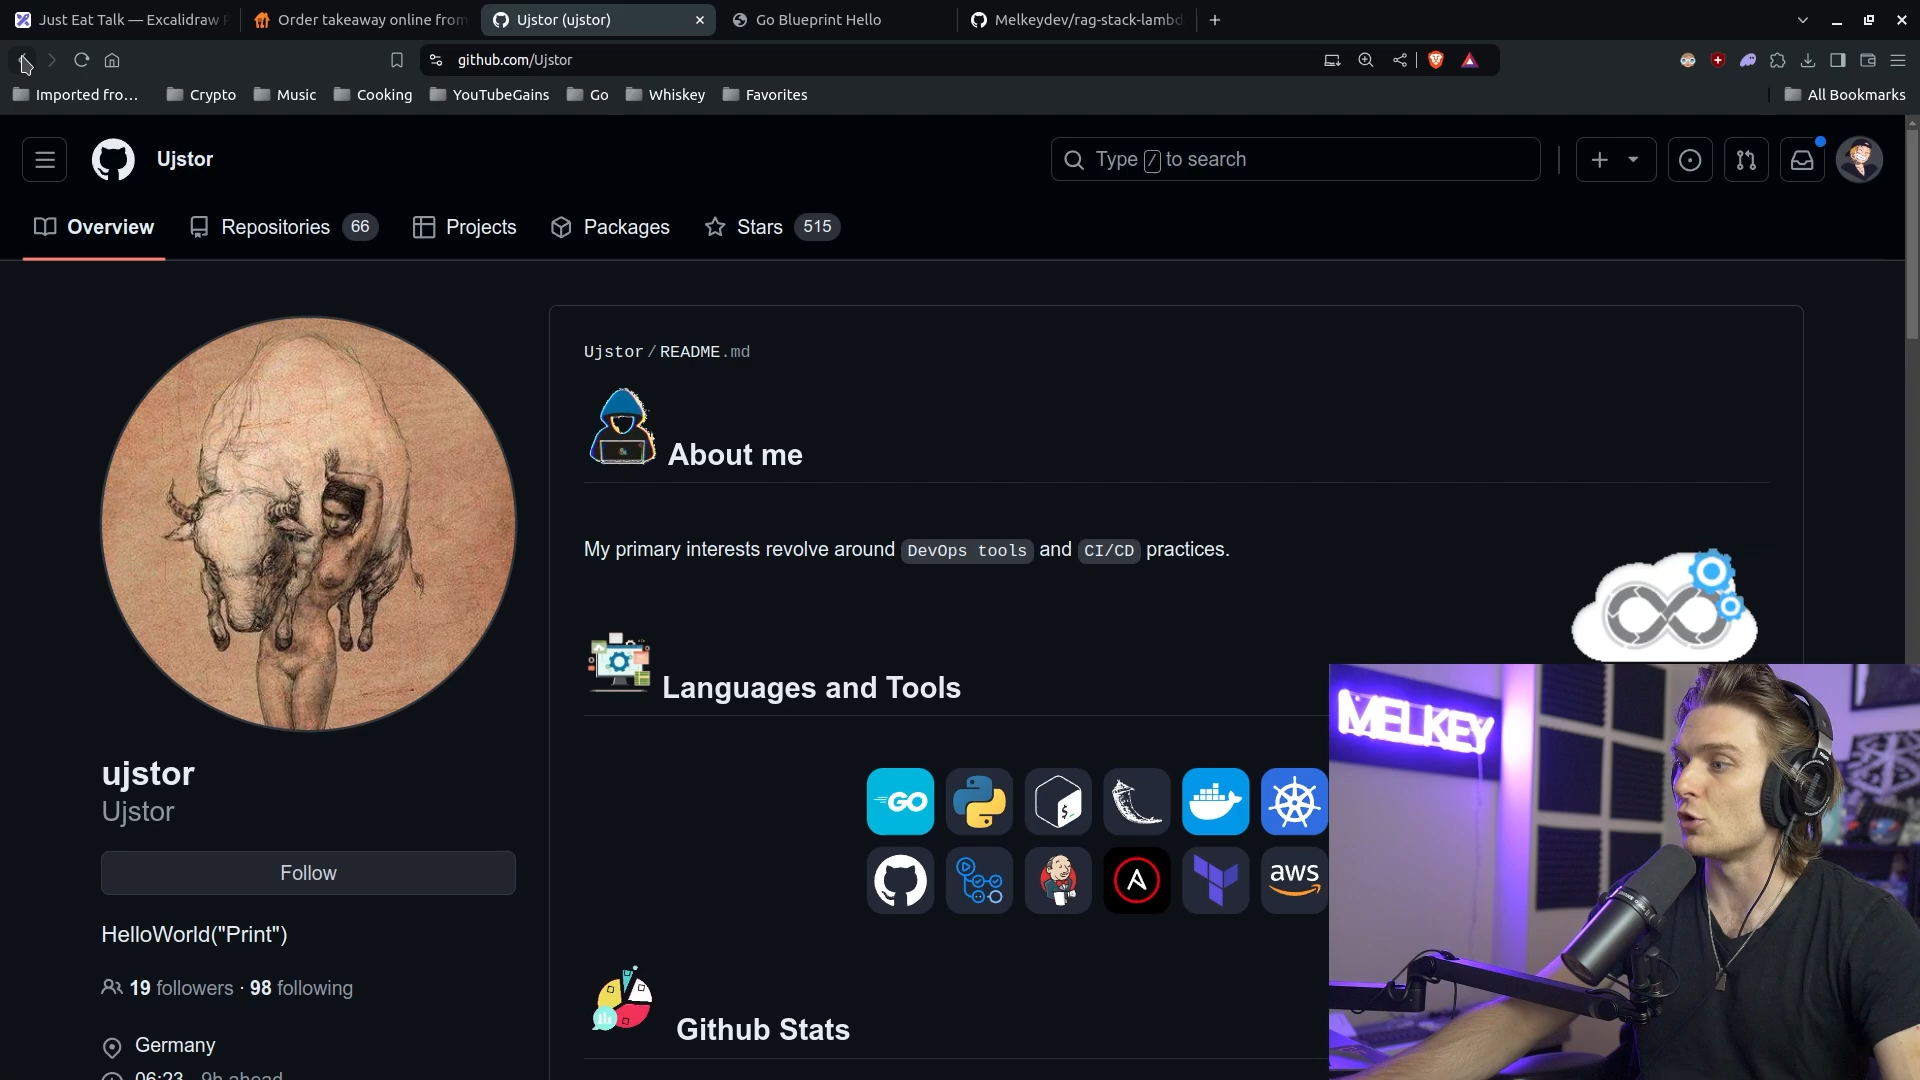 Just Eat Talk — Excalidraw
Order takeaway online from
Ujstor (ujstor)
Go Blueprint Hello
Melkeydev/rag-stack-lambd
github.com/Ujstor
Imported fro...
Crypto
Music
Cooking
YouTubeGains
Go
Whiskey
Favorites
All Bookmarks
Ujstor
Type / to search
Overview
Repositories 66
Projects
Packages
Stars 515
Ujstor/README.md
About me
My primary interests revolve around DevOps tools and CI/CD practices.
Languages and Tools
GO
$_
A
aws
Github Stats
ujstor
Ujstor
Follow
HelloWorld("Print")
19 followers · 98 following
Germany
06:23 - 9h ahead
MELKEY